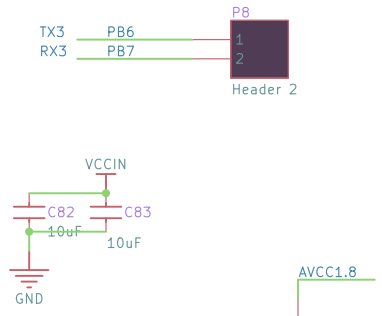 P8
TX3 PB6 1
RX3 PB7 2
Header 2
VCCIN
C82 C83
10uF
10uF
AVCC1.8
GND